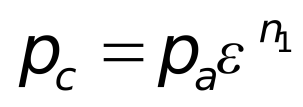 p_c = p_a ε^{n_1}